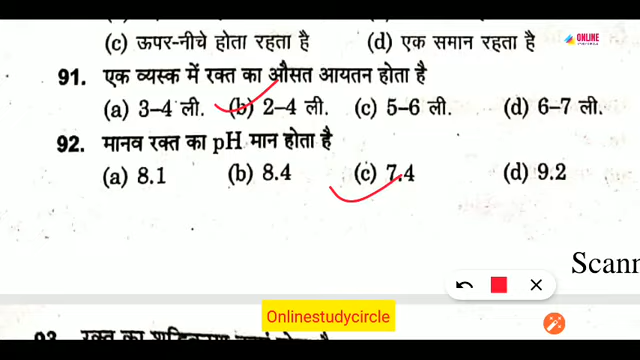 (c) ऊपर-नीचे होता रहता है (d) एक समान रहता है
ONLINE
91. एक व्यस्क में रक्त का औसत आयतन होता है
(a) 3–4 ली. (b) 2–4 ली. (c) 5–6 ली. (d) 6–7 ली.
92. मानव रक्त का pH मान होता है
(a) 8.1 (b) 8.4 (c) 7.4 (d) 9.2
Scann
Onlinestudycircle